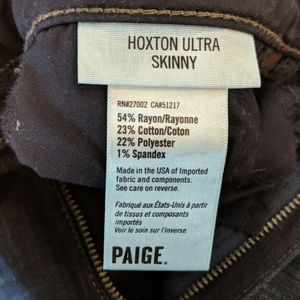 HOXTON ULTRA
SKINNY
RN#27002 CA#51217
54% Rayon/Rayonne
23% Cotton/Coton
22% Polyester
1% Spandex
Made in the USA of Imported
fabric and components.
See care on reverse.
Fabriqué aux États-Unis à partir
de tissus et composants
importés
Voir le soin sur l'inverse.
PAIGE.